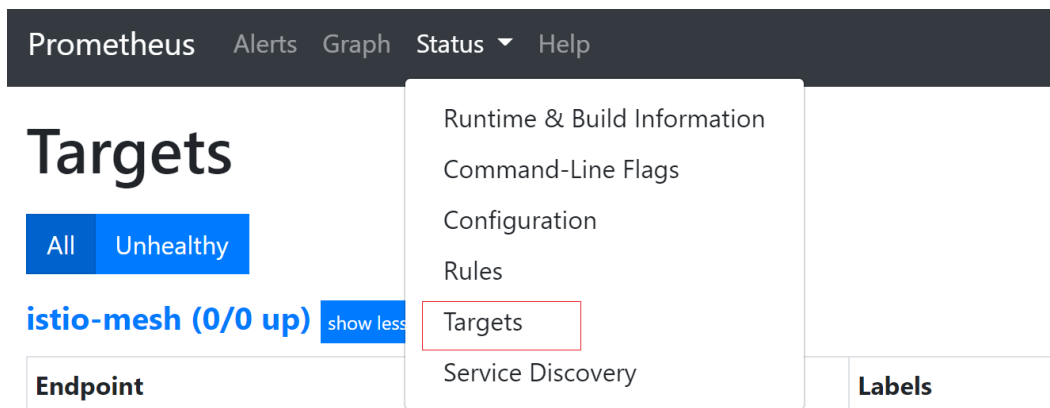 Prometheus Alerts Graph Status Help
Runtime & Build Information
Command-Line Flags
Configuration
Rules
Targets
Service Discovery
Targets
All Unhealthy
istio-mesh (0/0 up) show less
Endpoint Labels